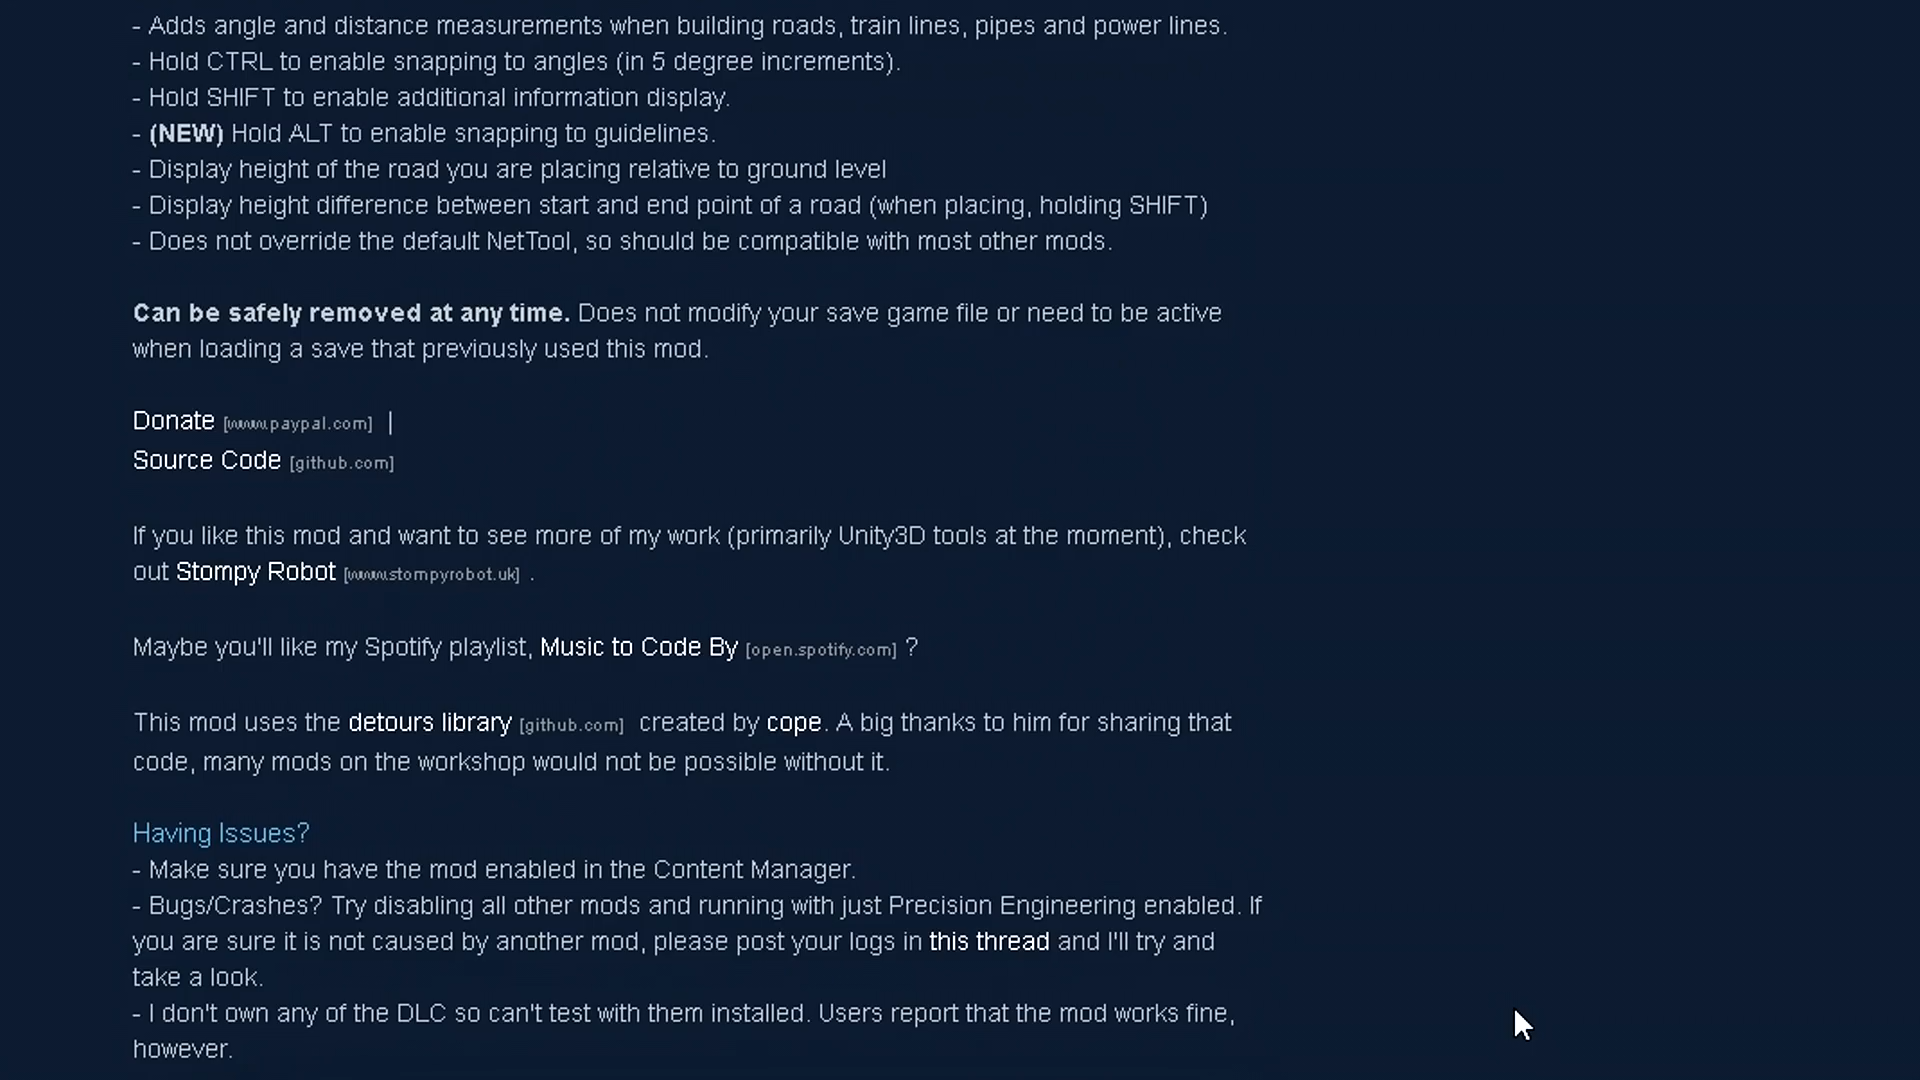 - Adds angle and distance measurements when building roads, train lines, pipes and power lines.
- Hold CTRL to enable snapping to angles (in 5 degree increments).
- Hold SHIFT to enable additional information display.
- (NEW) Hold ALT to enable snapping to guidelines.
- Display height of the road you are placing relative to ground level
- Display height difference between start and end point of a road (when placing, holding SHIFT)
- Does not override the default NetTool, so should be compatible with most other mods.
Can be safely removed at any time. Does not modify your save game file or need to be active
when loading a save that previously used this mod.
Donate [www.paypal.com] |
Source Code [github.com]
If you like this mod and want to see more of my work (primarily Unity3D tools at the moment), check
out Stompy Robot [www.stompyrobot.uk] .
Maybe you'll like my Spotify playlist, Music to Code By [open.spotify.com] ?
This mod uses the detours library [github.com] created by cope. A big thanks to him for sharing that
code, many mods on the workshop would not be possible without it.
Having Issues?
- Make sure you have the mod enabled in the Content Manager.
- Bugs/Crashes? Try disabling all other mods and running with just Precision Engineering enabled. If
you are sure it is not caused by another mod, please post your logs in this thread and I'll try and
take a look.
- I don't own any of the DLC so can't test with them installed. Users report that the mod works fine,
however.